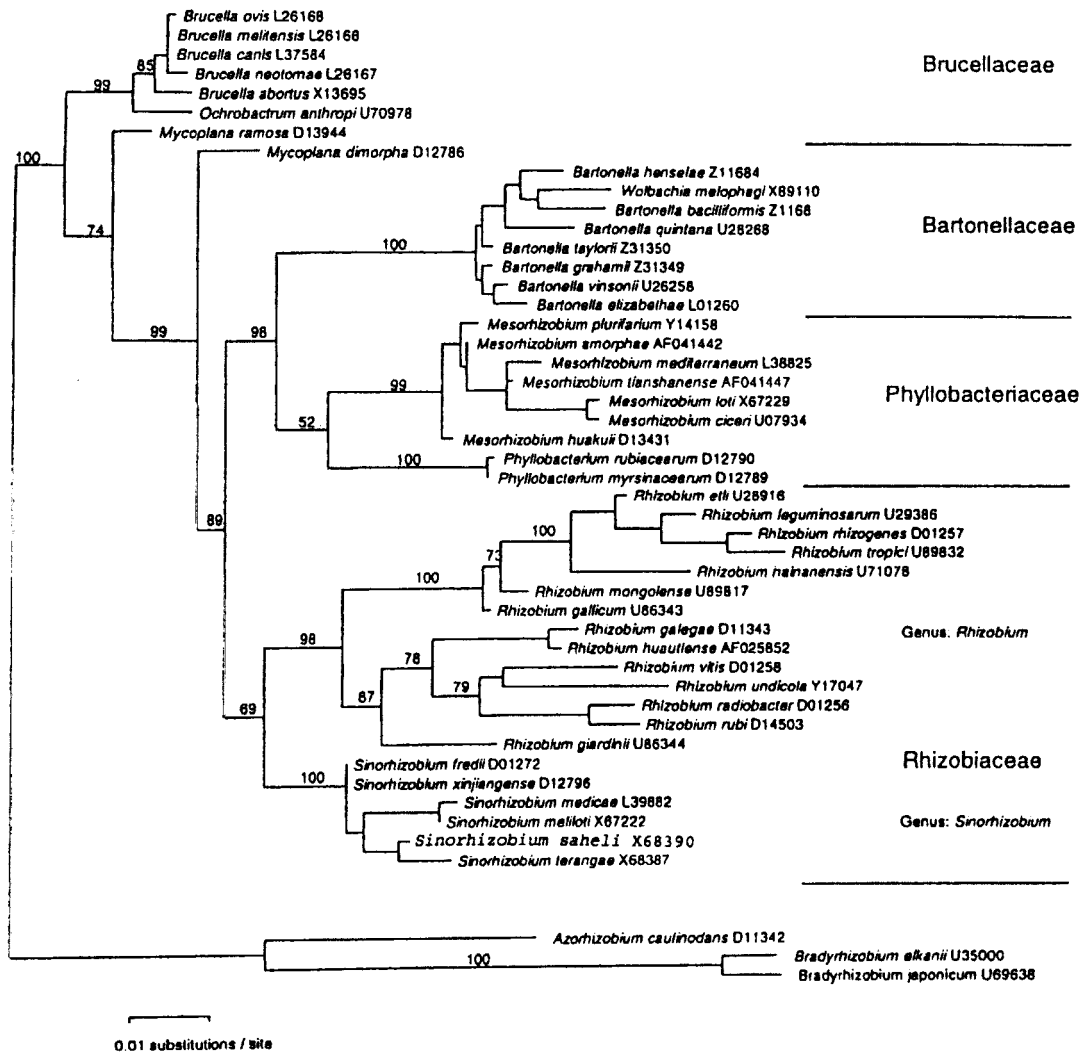 Brucella ovis L26168
Brucella melitensis L26166
Brucella canis L37584
85
Brucella neotomae L26167
Brucellaceae
99
Brucella abortus X13695
Ochrobactrum anthropi U70978
Mycoplana ramosa D13944
Mycoplana dimorpha D12786
100
Bartonella henselae Z11684
Wolbachia melophagi X89110
Bartonella bacilliformis Z1168
Bartonella quintana U28268
Bartonellaceae
74
100
Bartonella taylorii Z31350
Bartonella grahamii Z31349
Bartonella vinsonii U26258
Bartonella elizabethae L01260
99
98
Mesorhizobium plurifarium Y14158
Mesorhizobium amorphae AF041442
Mesorhizobium mediterraneum L38825
Mesorhizobium tianshanense AF041447
99
Mesorhizobium loti X67229
Phyllobacteriaceae
Mesorhizobium ciceri U07934
52
Mesorhizobium huakuii D13431
100
Phyllobacterium rubiacearum D12790
Phyllobacterium myrsinacearum D12789
Rhizobium etli U28916
Rhizobium leguminosarum U29386
89
100
Rhizobium rhizogenes D01257
Rhizobium tropici U89832
73
Rhizobium hainanensis U71078
100
Rhizobium mongolense U89817
Rhizobium gallicum U86343
Rhizobium galegae D11343
Genus: Rhizobium
98
Rhizobium huautlense AF025852
78
Rhizobium vitis D01258
79
Rhizobium undicola Y17047
87
Rhizobium radiobacter D01256
69
Rhizobium rubi D14503
Rhizobium giardinii U86344
Rhizobiaceae
Sinorhizobium fredii D01272
100
Sinorhizobium xinjiangense D12796
Sinorhizobium medicae L39882
Sinorhizobium meliloti X67222
Genus: Sinorhizobium
Sinorhizobium saheli X68390
Sinorhizobium terangae X68387
Azorhizobium caulinodans D11342
100
Bradyrhizobium elkanii U35000
Bradyrhizobium japonicum U69638
0.01 substitutions / site